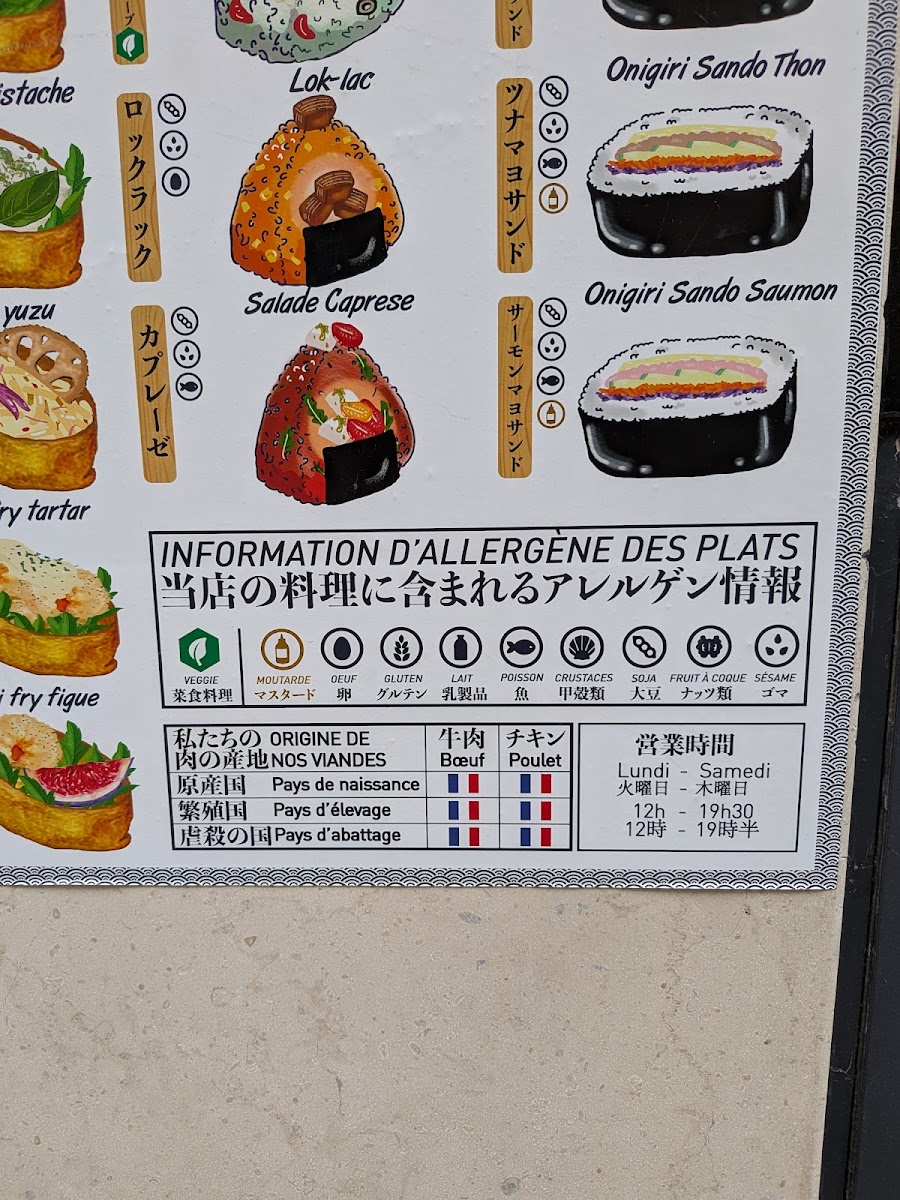 ープ
ンド
istache
Lok-lac
ロックラック
Onigiri Sando Thon
ツナマヨサンド
yuzu
Salade Caprese
カプレーゼ
Onigiri Sando Saumon
サーモンマヨサンド
ry tartar
i fry figue
INFORMATION D'ALLERGÈNE DES PLATS
当店の料理に含まれるアレルゲン情報
VEGGIE MOUTARDE OEUF GLUTEN LAIT POISSON CRUSTACES SOJA FRUIT À COQUE SÉSAME
菜食料理 マスタード 卵 グルテン 乳製品 魚 甲殻類 大豆 ナッツ類 ゴマ
私たちの ORIGINE DE 牛肉 チキン
肉の産地 NOS VIANDES Bœuf Poulet
原産国 Pays de naissance
繁殖国 Pays d'élevage
虐殺の国 Pays d'abattage
営業時間
Lundi - Samedi
火曜日 - 木曜日
12h - 19h30
12時 - 19時半